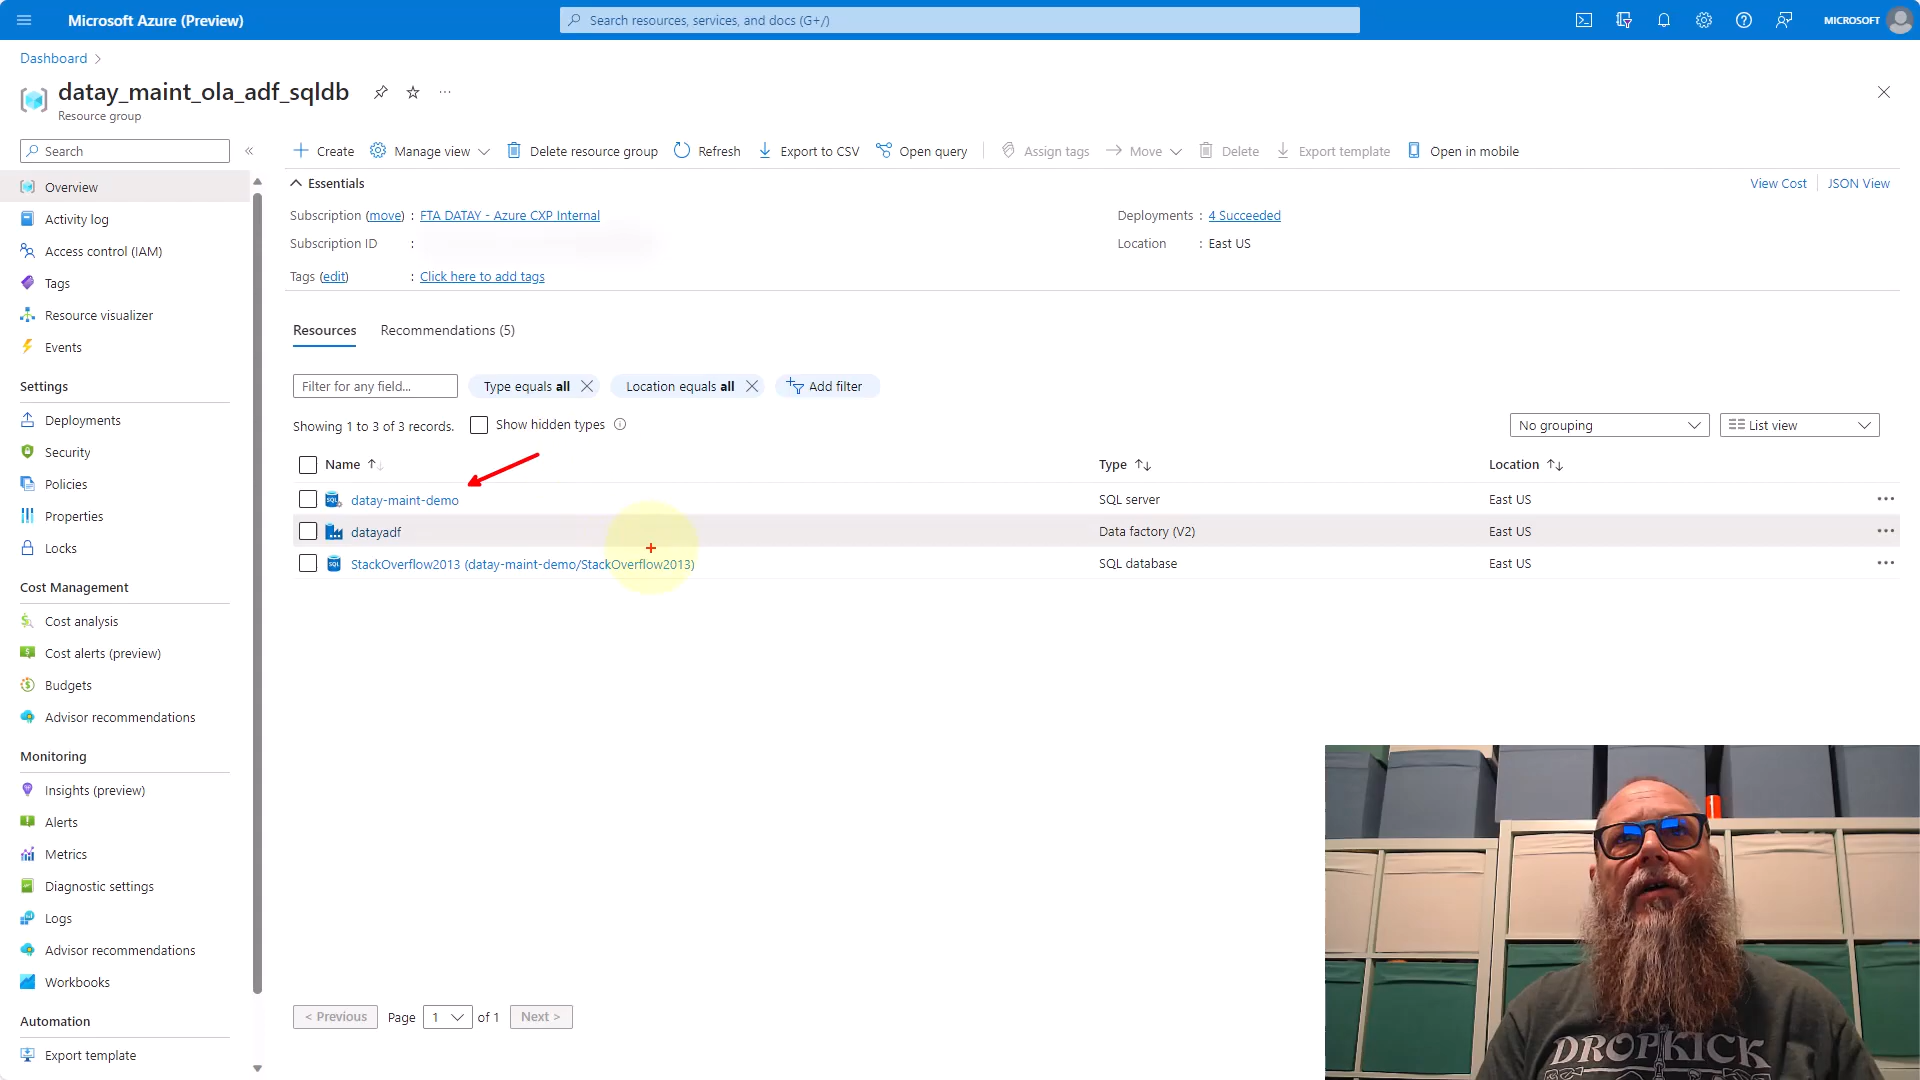 Microsoft Azure (Preview)
Search resources, services, and docs (G+/)
MICROSOFT
Dashboard
datay_maint_ola_adf_sqldb
Resource group
Search
Create
Manage view
Delete resource group
Refresh
Export to CSV
Open query
Assign tags
Move
Delete
Export template
Open in mobile
Overview
Activity log
Access control (IAM)
Tags
Resource visualizer
Events
Settings
Deployments
Security
Policies
Properties
Locks
Cost Management
Cost analysis
Cost alerts (preview)
Budgets
Advisor recommendations
Monitoring
Insights (preview)
Alerts
Metrics
Diagnostic settings
Logs
Advisor recommendations
Workbooks
Automation
Export template
Essentials
View Cost
JSON View
Subscription (move) : FTA DATAY - Azure CXP Internal
Subscription ID :
Tags (edit) : Click here to add tags
Deployments : 4 Succeeded
Location : East US
Resources
Recommendations (5)
Filter for any field...
Type equals all
Location equals all
Add filter
Showing 1 to 3 of 3 records.
Show hidden types
No grouping
List view
Name Type Location
datay-maint-demo SQL server East US
datayadf Data factory (V2) East US
StackOverflow2013 (datay-maint-demo/StackOverflow2013) SQL database East US
< Previous Page 1 of 1 Next >
DROPKICK